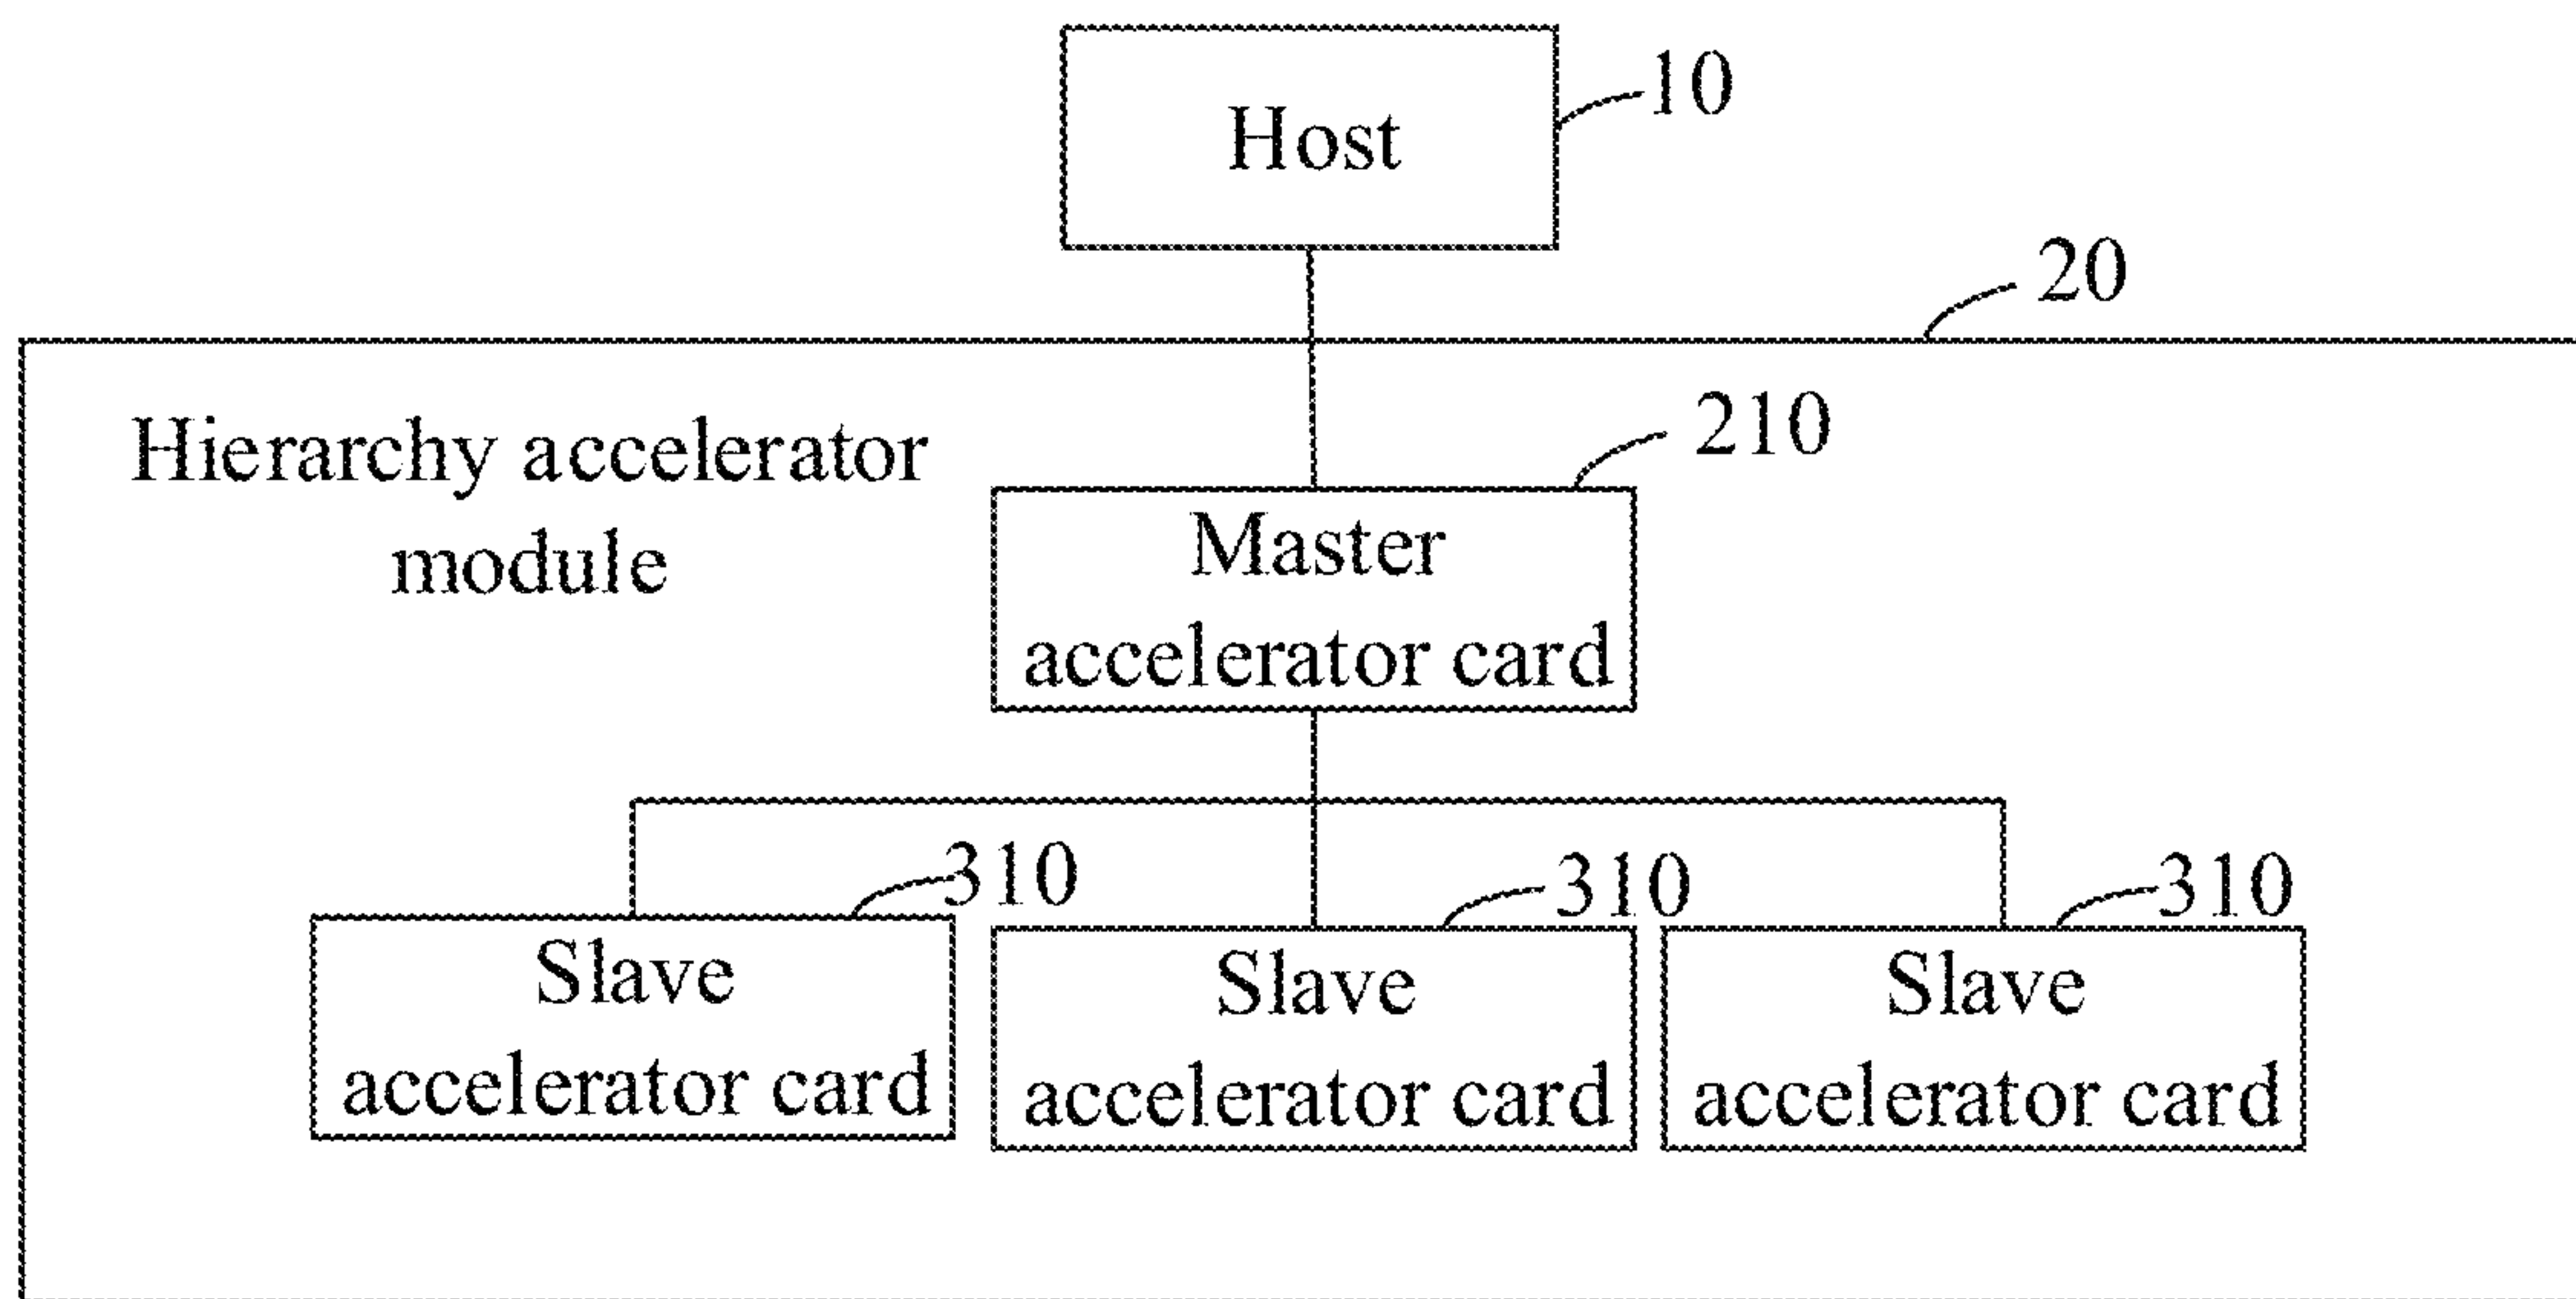 Host
10
20
Hierarchy accelerator
module
210
Master
accelerator card
310
310
310
Slave
accelerator card
Slave
accelerator card
Slave
accelerator card